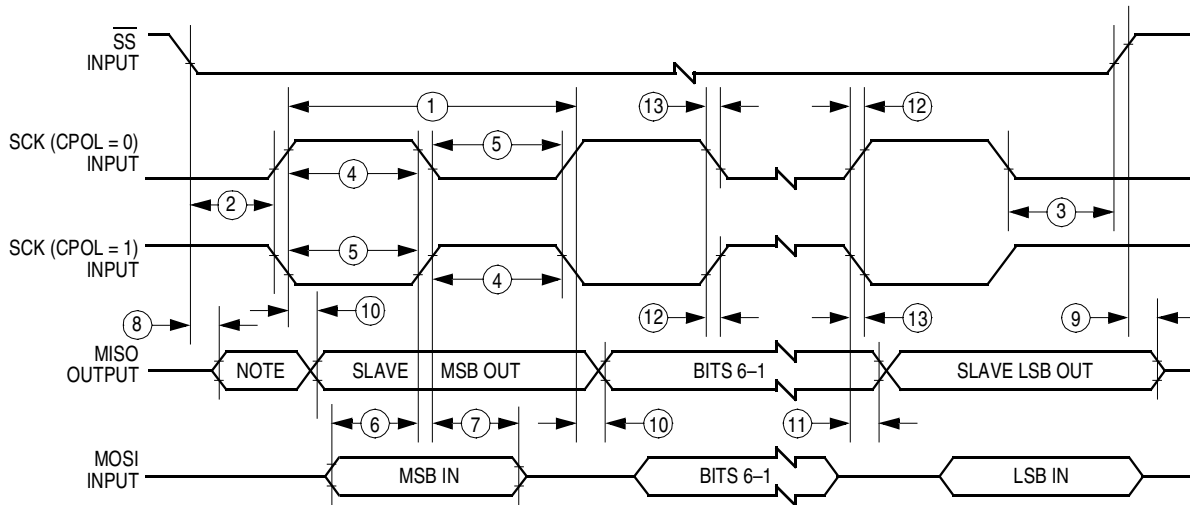 SS
INPUT
1
13
12
SCK (CPOL = 0)
INPUT
5
4
2
3
SCK (CPOL = 1)
INPUT
5
4
10
12
13
8
9
MISO
OUTPUT
NOTE
SLAVE MSB OUT
BITS 6–1
SLAVE LSB OUT
6
7
10
11
MOSI
INPUT
MSB IN
BITS 6–1
LSB IN